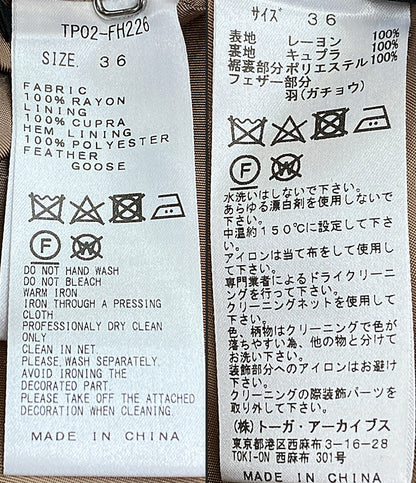 TP02-FH226
SIZE. 36
FABRIC
100% RAYON
LINING
100% CUPRA
HEM LINING
100% POLYESTER
FEATHER
GOOSE
F
W
DO NOT HAND WASH
DO NOT BLEACH
WARM IRON
IRON THROUGH A PRESSING
CLOTH
PROFESSIONALY DRY CLEAN
ONLY
CLEAN IN NET.
PLEASE, WASH SEPARATELY.
AVOID IRONING THE
DECORATED PART.
PLEASE TAKE OFF THE ATTACHED
DECORATION WHEN CLEANING.
MADE IN CHINA
サイズ 36
表地 レーヨン 100%
裏地 キュプラ 100%
裾裏部分 ポリエステル 100%
フェザー部分
羽(ガチョウ)
F
W
水洗いはしないで下さい。
あらゆる漂白剤を使用しないで
下さい。
中温約150℃に設定して下さ
い。
アイロンは当て布をして使用し
て下さい。
専門業者によるドライクリーニ
ングを行って下さい。
クリーニングネットを使用して
下さい。
色、柄物はクリーニングで色が
落ちやすい為、他の物と分けて
お洗い下さい。
装飾部分へのアイロンはお避け
下さい。
クリーニングの際装飾パーツを
取り外して下さい。
(株)トーガ・アーカイブス
東京都港区西麻布3-16-28
TOKI-ON 西麻布 301号
MADE IN CHINA